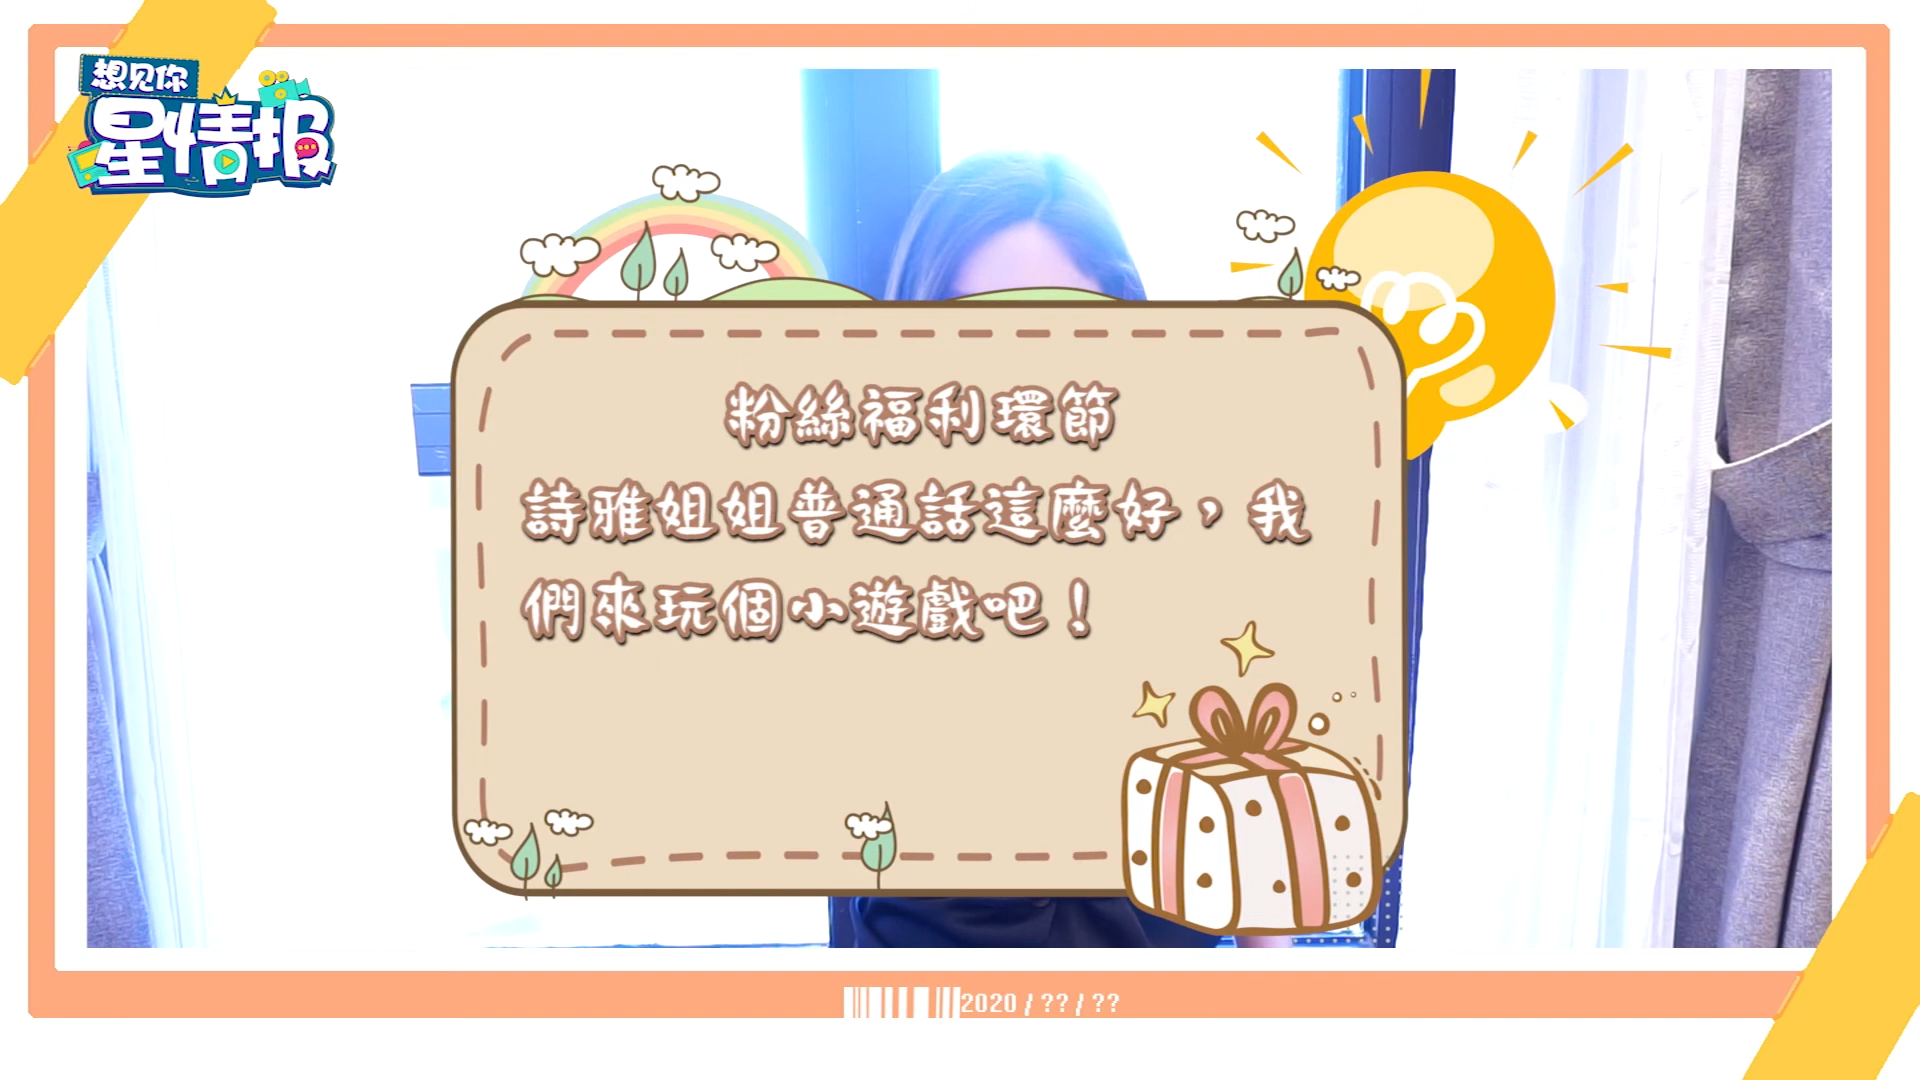 想见你
星情报
粉絲福利環節
詩雅姐姐普通話這麼好，我
們來玩個小遊戲吧！
2020 / ?? / ??